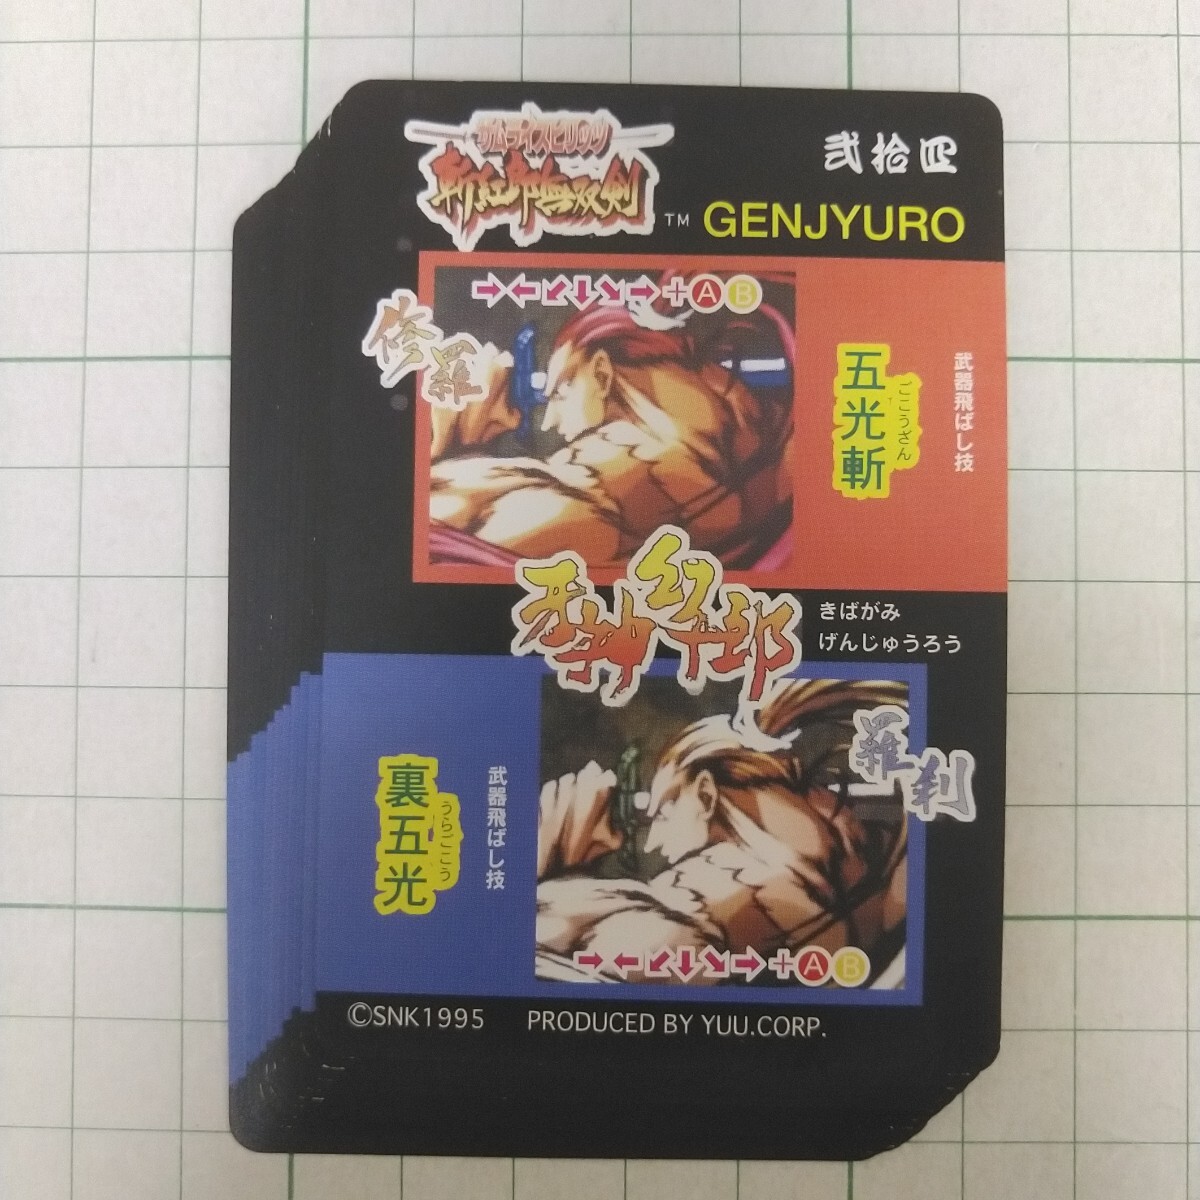 サムライスピリッツ
斬紅郎無双剣
TM
弐拾四
GENJYURO
修羅
+AB
五光斬
ごこうざん
武器飛ばし技
牙神幻十郎
きばがみ
げんじゅうろう
羅刹
裏五光
うらごこう
武器飛ばし技
+AB
©SNK1995 PRODUCED BY YUU.CORP.